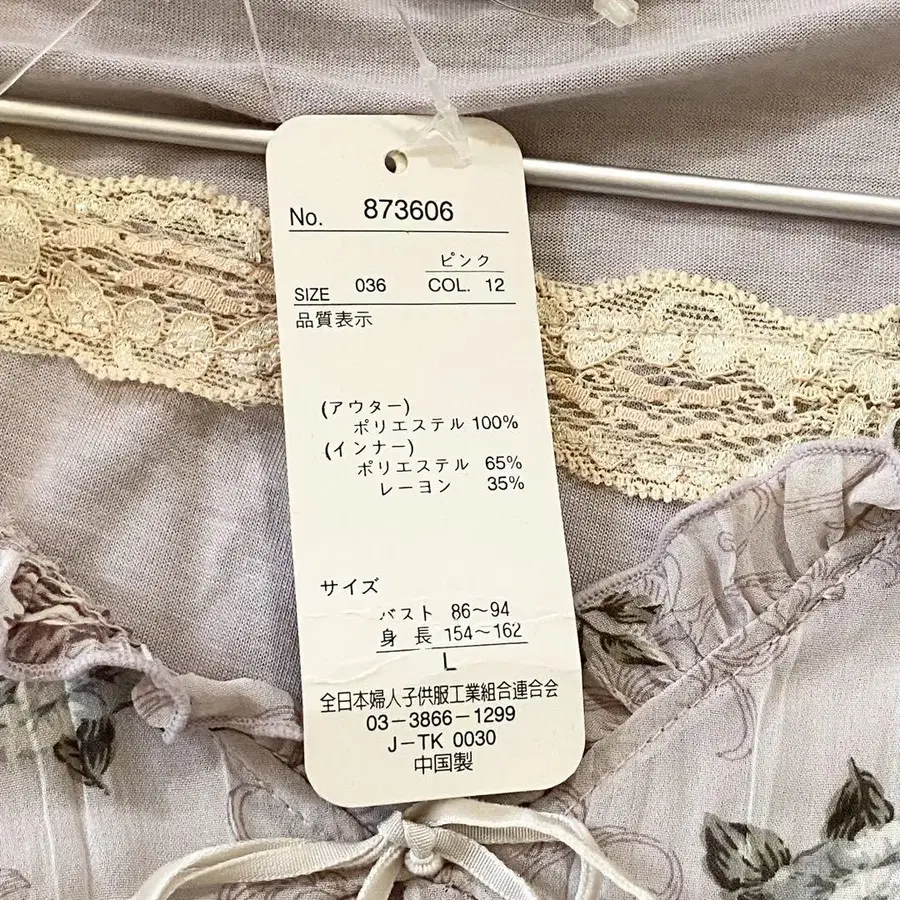 No. 873606
ピンク
SIZE 036 COL. 12
品質表示
(アウター)
ポリエステル 100%
(インナー)
ポリエステル 65%
レーヨン 35%
サイズ
バスト 86～94
身長 154～162
L
全日本婦人子供服工業組合連合会
03-3866-1299
J-TK 0030
中国製